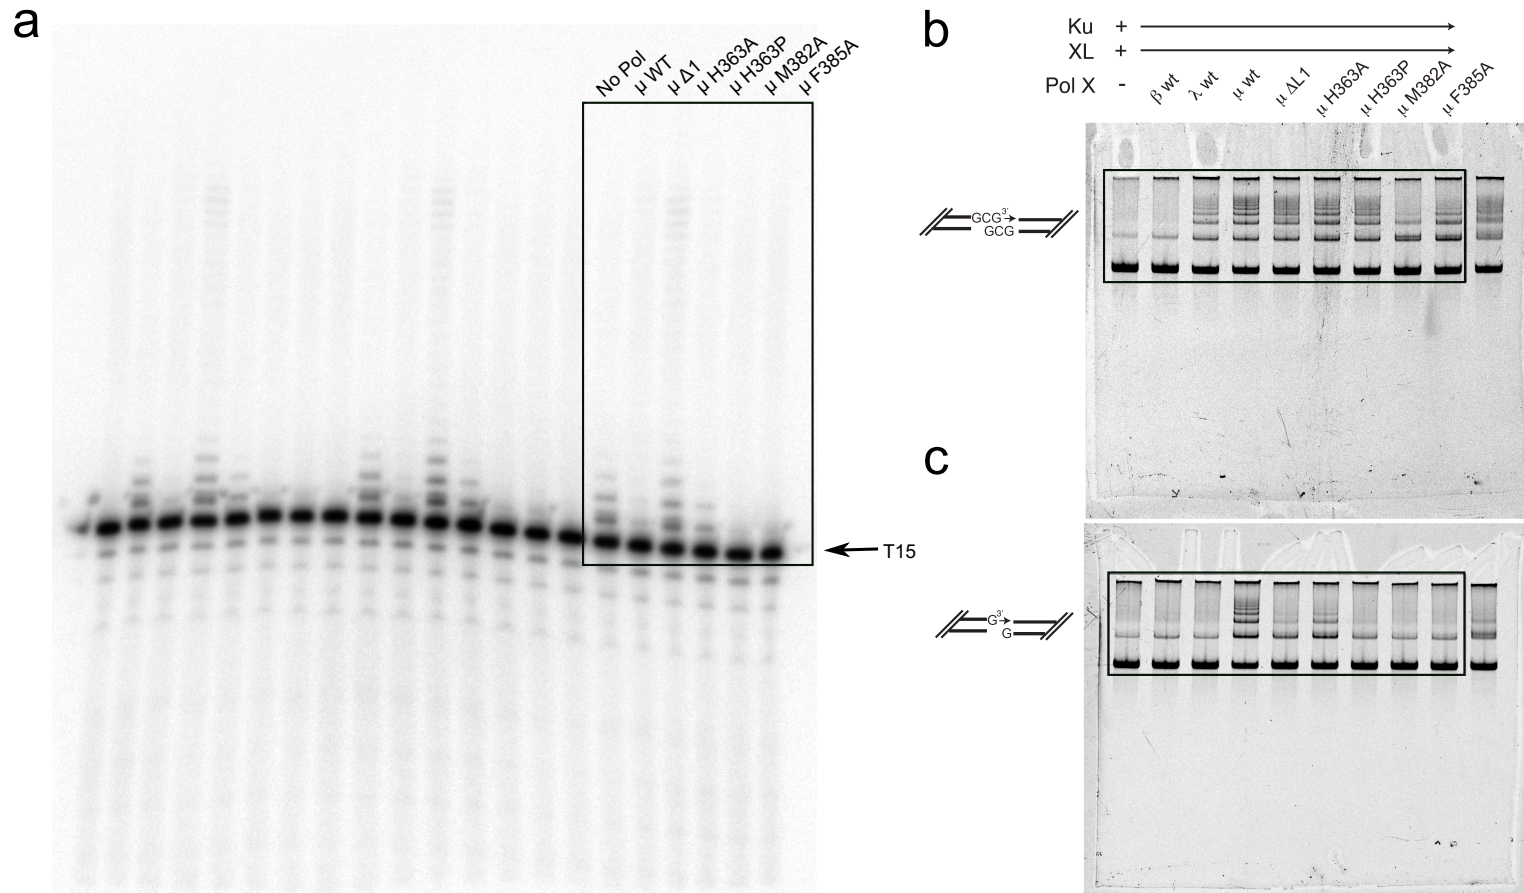 a
No Pol
μ WT
μ Δ1
μ H363A
μ H363P
μ M382A
μ F385A
T15
b
Ku +
XL +
Pol X - β wt λ wt μ wt μ ΔL1 μ H363A μ H363P μ M382A μ F385A
GCG3'
GCG
c
G3'
G